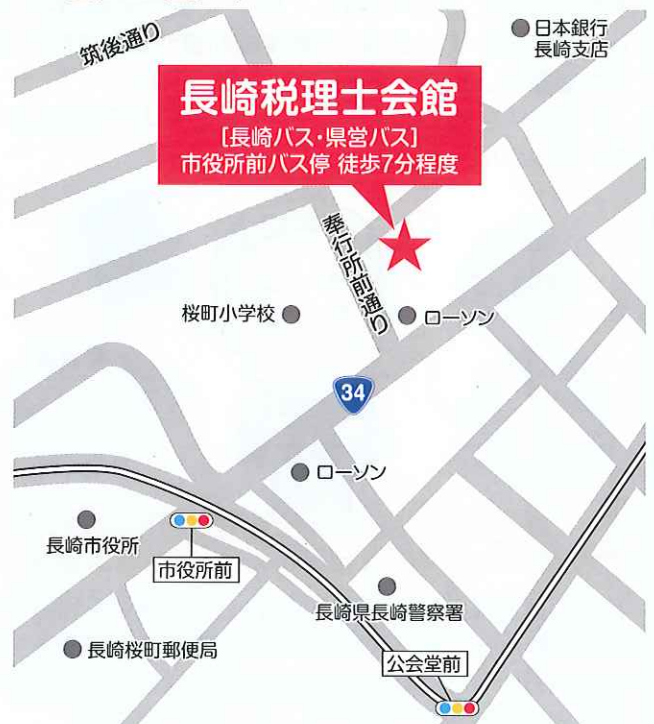 筑後通り
日本銀行
長崎支店
長崎税理士会館
[長崎バス・県営バス]
市役所前バス停 徒歩7分程度
奉行所前通り
桜町小学校
ローソン
34
ローソン
長崎市役所
市役所前
長崎県長崎警察署
長崎桜町郵便局
公会堂前